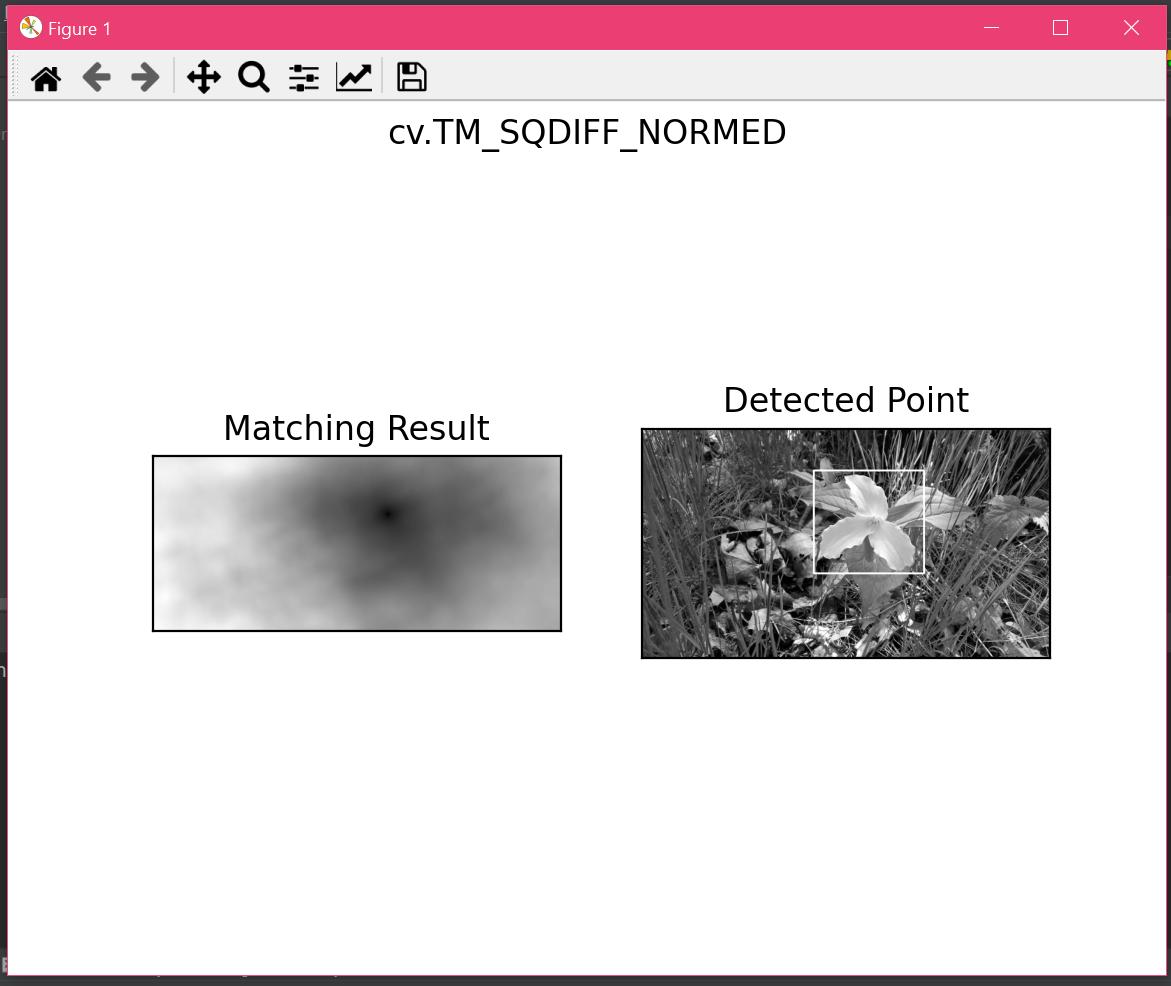 Figure 1
cv.TM_SQDIFF_NORMED
Matching Result
Detected Point